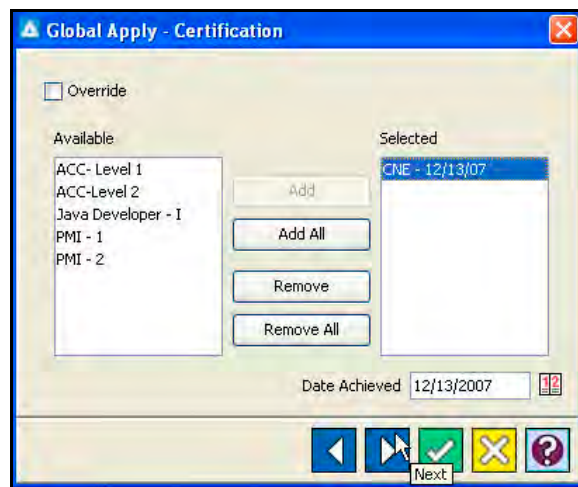 Global Apply - Certification
Override
Available
Selected
ACC- Level 1
ACC-Level 2
Java Developer - I
PMI - 1
PMI - 2
Add
Add All
Remove
Remove All
CNE - 12/13/07
Date Achieved 12/13/2007
12
?
Next